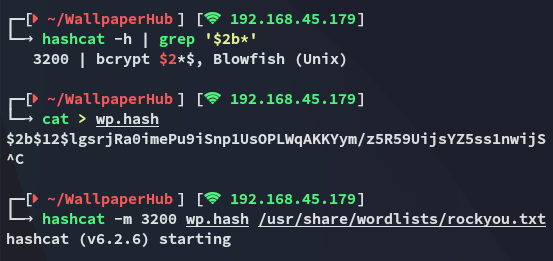 ~/WallpaperHub] [192.168.45.179]
hashcat -h | grep '$2b*'
3200 | bcrypt $2*$, Blowfish (Unix)
~/WallpaperHub] [192.168.45.179]
cat > wp.hash
$2b$12$lgsrjRa0imePu9iSnp1UsOPLWqAKKYym/z5R59UijsYZ5ss1nwijS
^C
~/WallpaperHub] [192.168.45.179]
hashcat -m 3200 wp.hash /usr/share/wordlists/rockyou.txt
hashcat (v6.2.6) starting